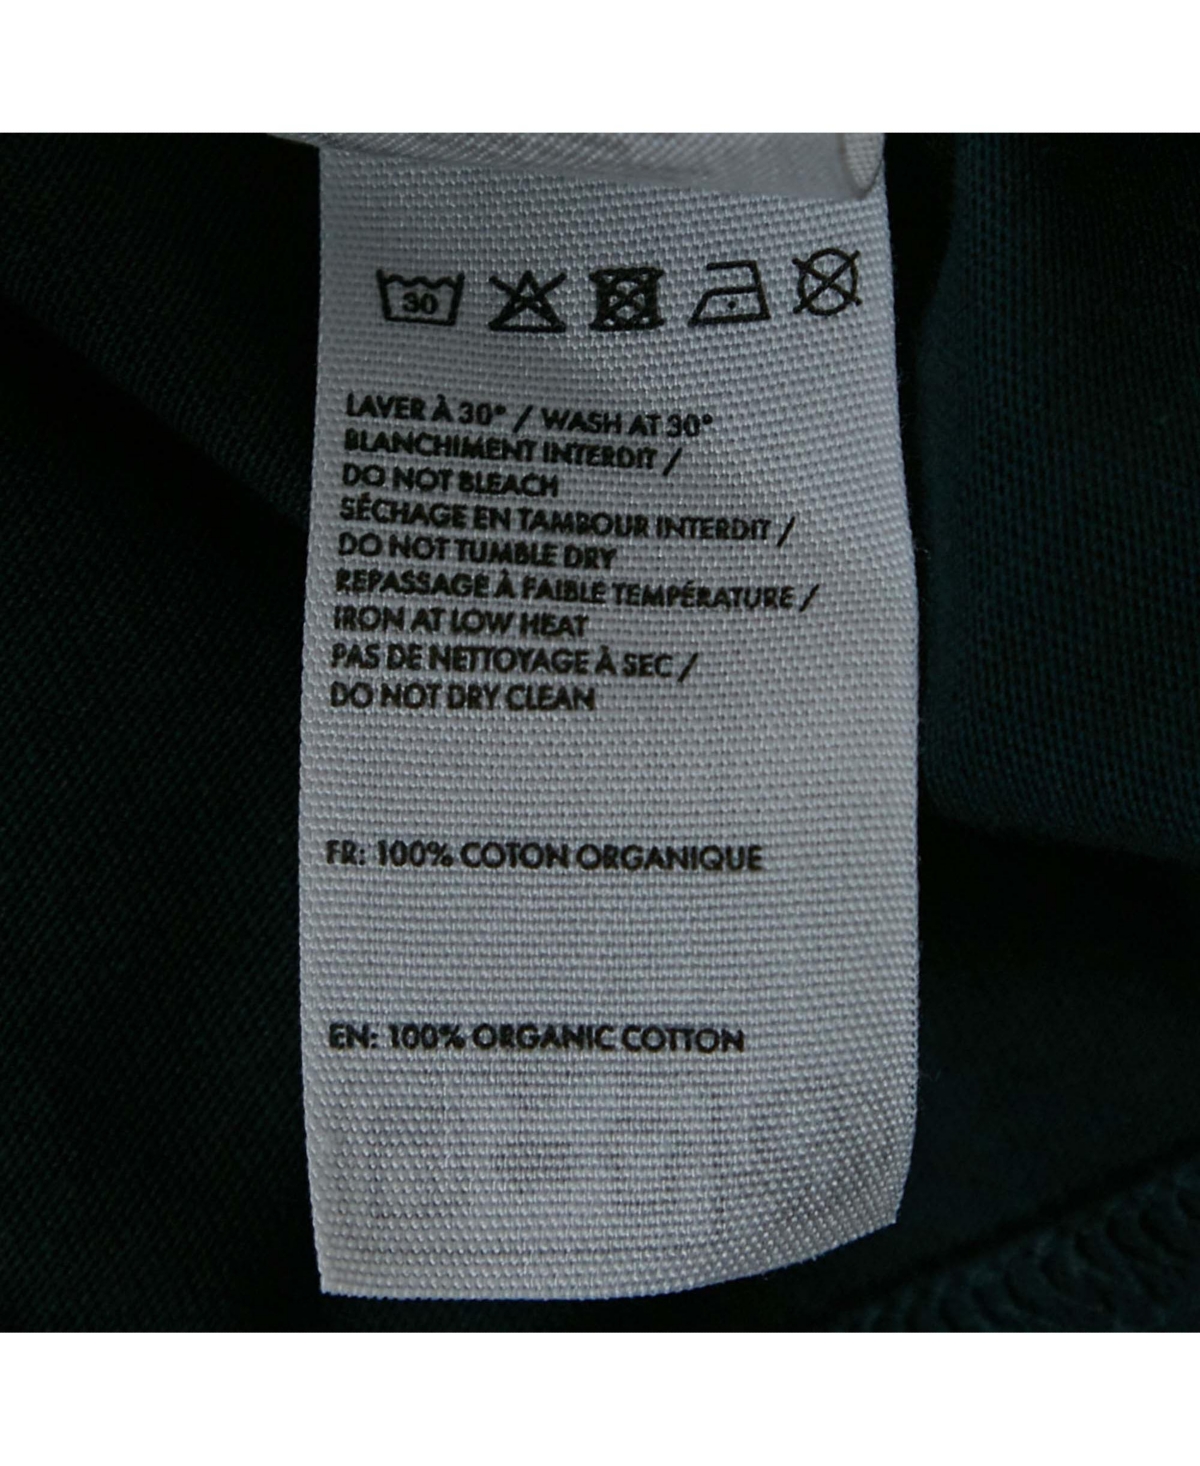 30
LAVER À 30° / WASH AT 30°
BLANCHIMENT INTERDIT /
DO NOT BLEACH
SÉCHAGE EN TAMBOUR INTERDIT /
DO NOT TUMBLE DRY
REPASSAGE À FAIBLE TEMPÉRATURE /
IRON AT LOW HEAT
PAS DE NETTOYAGE À SEC /
DO NOT DRY CLEAN
FR: 100% COTON ORGANIQUE
EN: 100% ORGANIC COTTON